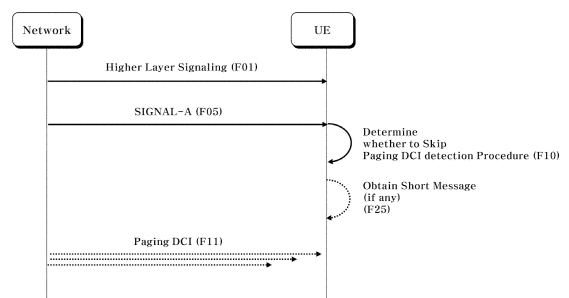 Network
UE
Higher Layer Signaling (F01)
SIGNAL-A (F05)
Determine
whether to Skip
Paging DCI detection Procedure (F10)
Obtain Short Message
(if any)
(F25)
Paging DCI (F11)